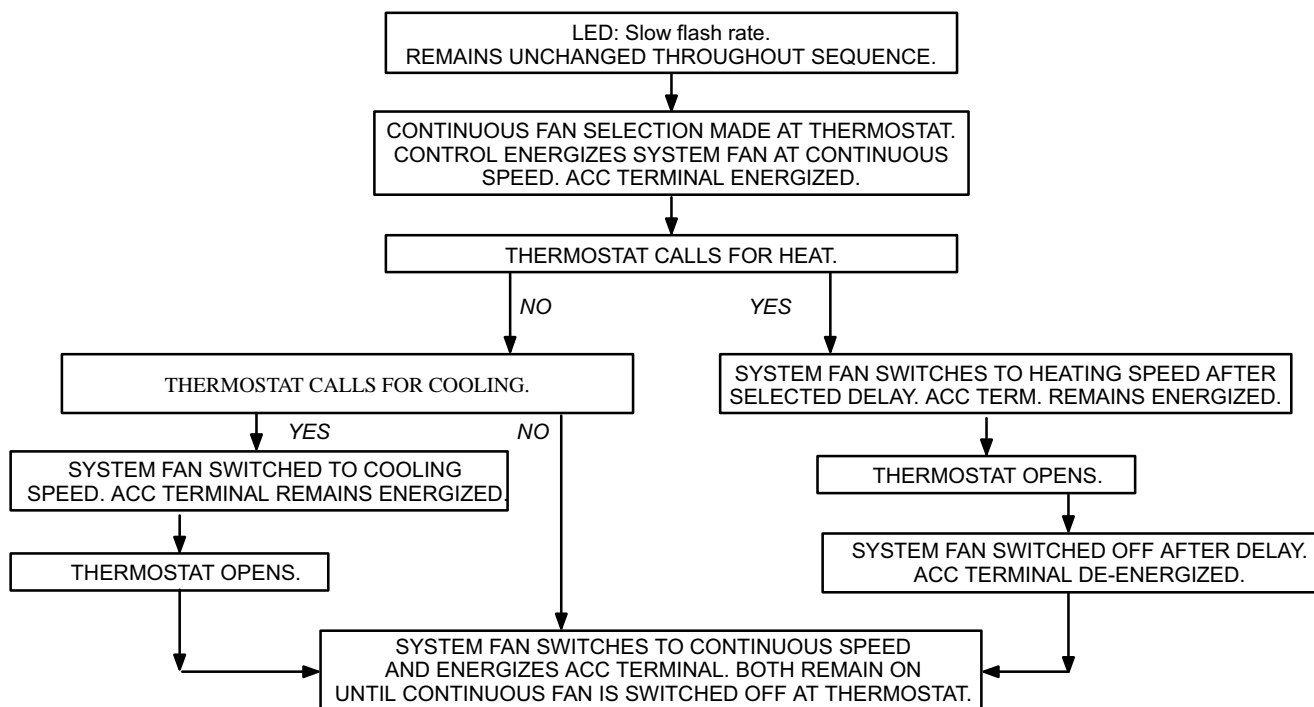 LED: Slow flash rate.
REMAINS UNCHANGED THROUGHOUT SEQUENCE.
CONTINUOUS FAN SELECTION MADE AT THERMOSTAT.
CONTROL ENERGIZES SYSTEM FAN AT CONTINUOUS
SPEED. ACC TERMINAL ENERGIZED.
THERMOSTAT CALLS FOR HEAT.
NO
YES
THERMOSTAT CALLS FOR COOLING.
SYSTEM FAN SWITCHES TO HEATING SPEED AFTER
SELECTED DELAY. ACC TERM. REMAINS ENERGIZED.
YES
NO
SYSTEM FAN SWITCHED TO COOLING
SPEED. ACC TERMINAL REMAINS ENERGIZED.
THERMOSTAT OPENS.
THERMOSTAT OPENS.
SYSTEM FAN SWITCHED OFF AFTER DELAY.
ACC TERMINAL DE-ENERGIZED.
SYSTEM FAN SWITCHES TO CONTINUOUS SPEED
AND ENERGIZES ACC TERMINAL. BOTH REMAIN ON
UNTIL CONTINUOUS FAN IS SWITCHED OFF AT THERMOSTAT.